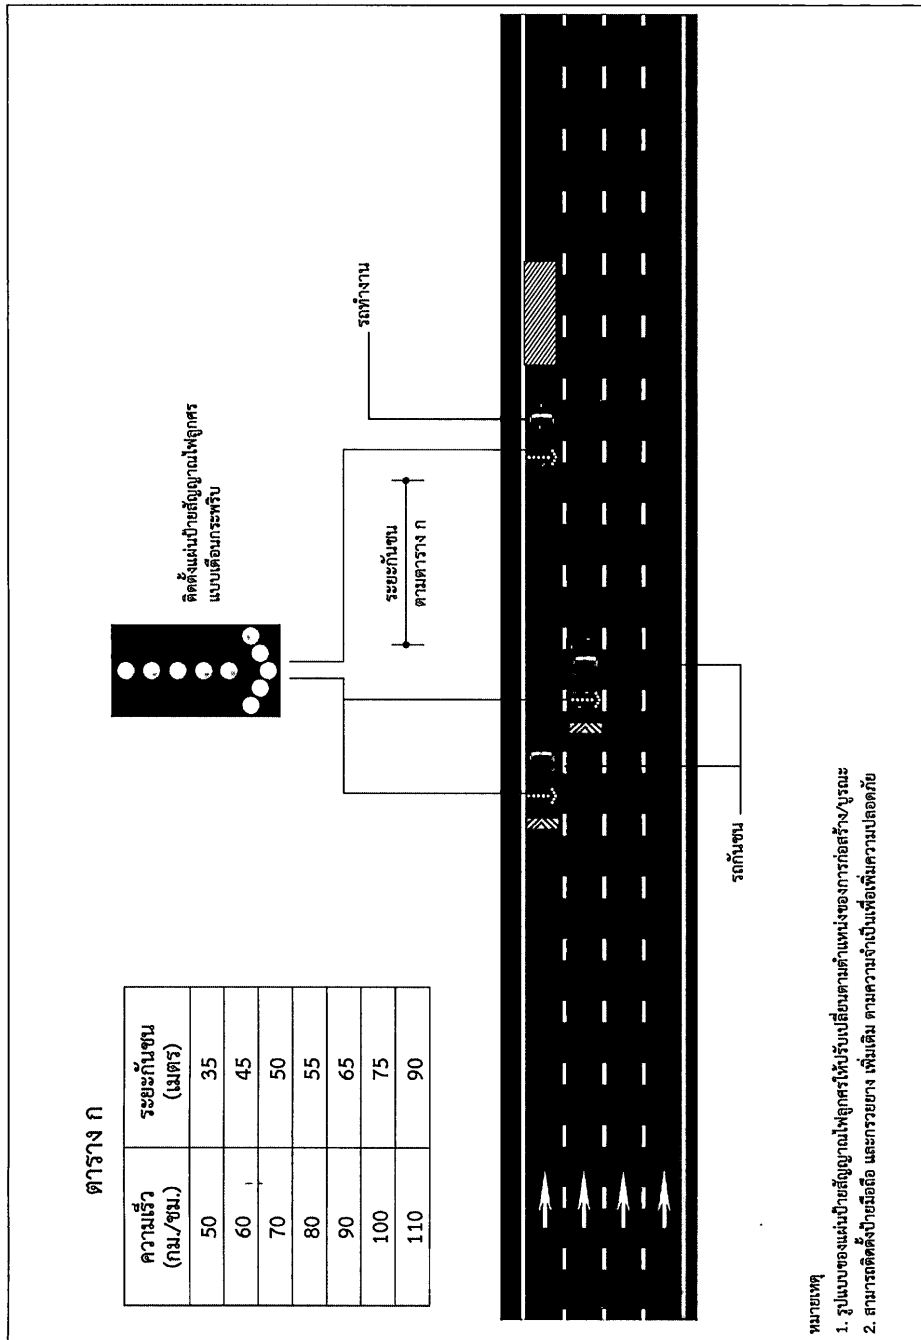 ตาราง ก
ความเร็ว (กม./ชม.) ระยะกันชน (เมตร)
50 35
60 45
70 50
80 55
90 65
100 75
110 90
ติดตั้งแผ่นป้ายสัญญาณไฟลูกศร
แบบเตือนกระพริบ
ระยะกันชน
ตามตาราง ก
รถทำงาน
รถกันชน
หมายเหตุ
1. รูปแบบของแผ่นป้ายสัญญาณไฟลูกศรให้ปรับเปลี่ยนตามตำแหน่งของการก่อสร้าง/บูรณะ
2. สามารถติดตั้งป้ายมือถือ และกรวยยาง เพิ่มเติม ตามความจำเป็นเพื่อเพิ่มความปลอดภัย